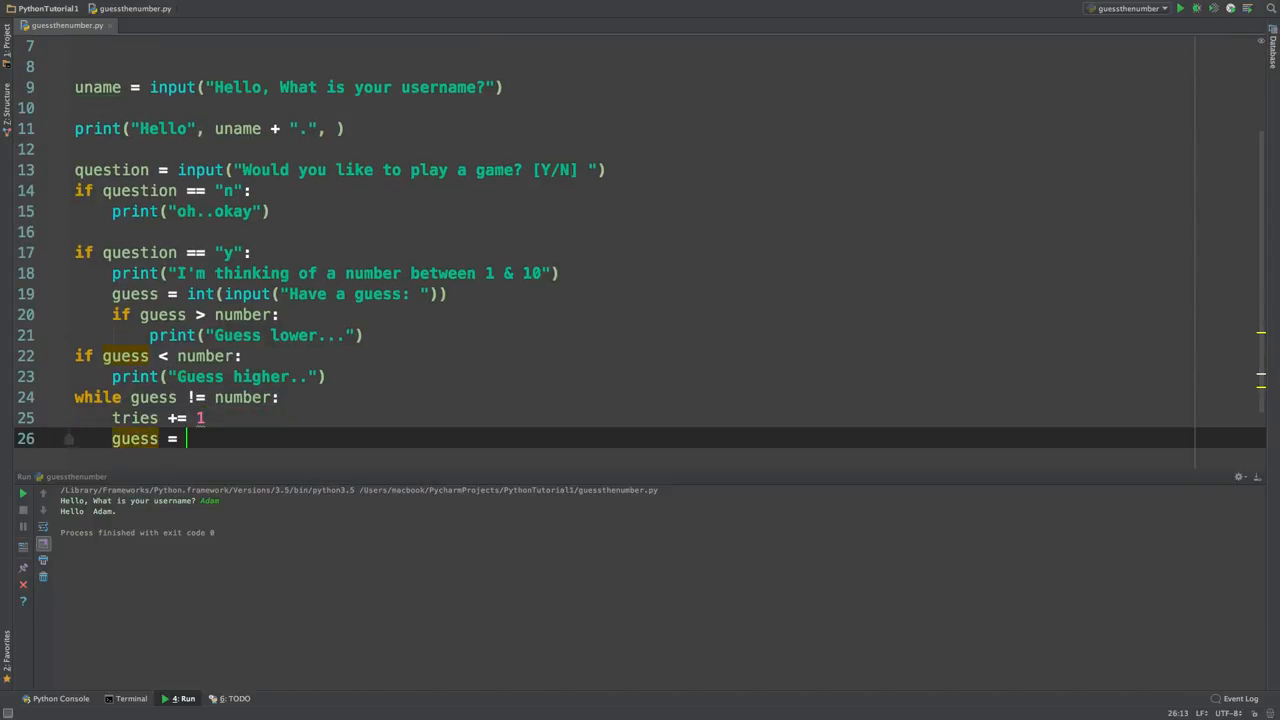 PythonTutorial1 guessthenumber.py guessthenumber
guessthenumber.py
1: Project
Z: Structure
2: Favorites
Database
7
8
9 uname = input("Hello, What is your username?")
10
11 print("Hello", uname + ".", )
12
13 question = input("Would you like to play a game? [Y/N] ")
14 if question == "n":
15 print("oh..okay")
16
17 if question == "y":
18 print("I'm thinking of a number between 1 & 10")
19 guess = int(input("Have a guess: "))
20 if guess > number:
21 print("Guess lower...")
22 if guess < number:
23 print("Guess higher..")
24 while guess != number:
25 tries += 1
26 guess =
Run guessthenumber
/Library/Frameworks/Python.framework/Versions/3.5/bin/python3.5 /Users/macbook/PycharmProjects/PythonTutorial1/guessthenumber.py
Hello, What is your username? Adam
Hello Adam.
Process finished with exit code 0
Python Console Terminal 4: Run 6: TODO Event Log
26:13 LF÷ UTF-8÷